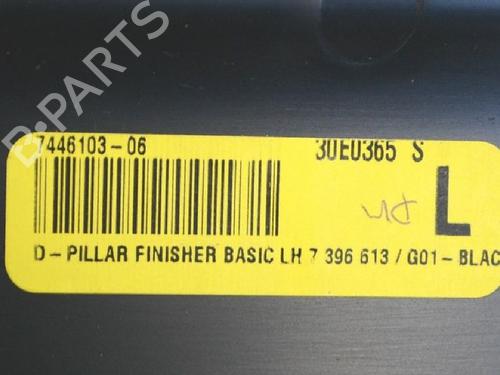 B-PARTS
7446103-06 30E0365 S
L
D-PILLAR FINISHER BASIC LH 7 396 613 / G01-BLAC